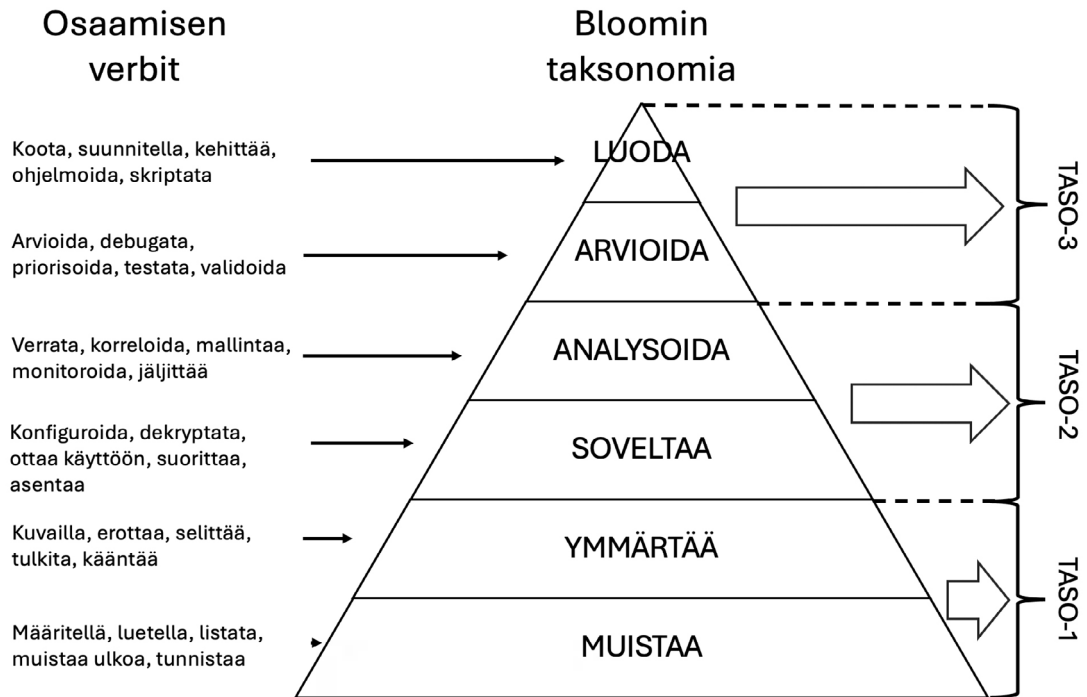 Osaamisen
verbit
Bloomin
taksonomia
Koota, suunnitella, kehittää,
ohjelmoida, skriptata
LUODA
TASO-3
Arvioida, debugata,
priorisoida, testata, validoida
ARVIOIDA
Verrata, korreloida, mallintaa,
monitoroida, jäljittää
ANALYSOIDA
TASO-2
Konfiguroida, dekryptata,
ottaa käyttöön, suorittaa,
asentaa
SOVELTAA
Kuvailla, erottaa, selittää,
tulkita, kääntää
YMMÄRTÄÄ
TASO-1
Määritellä, luetella, listata,
muistaa ulkoa, tunnistaa
MUISTAA